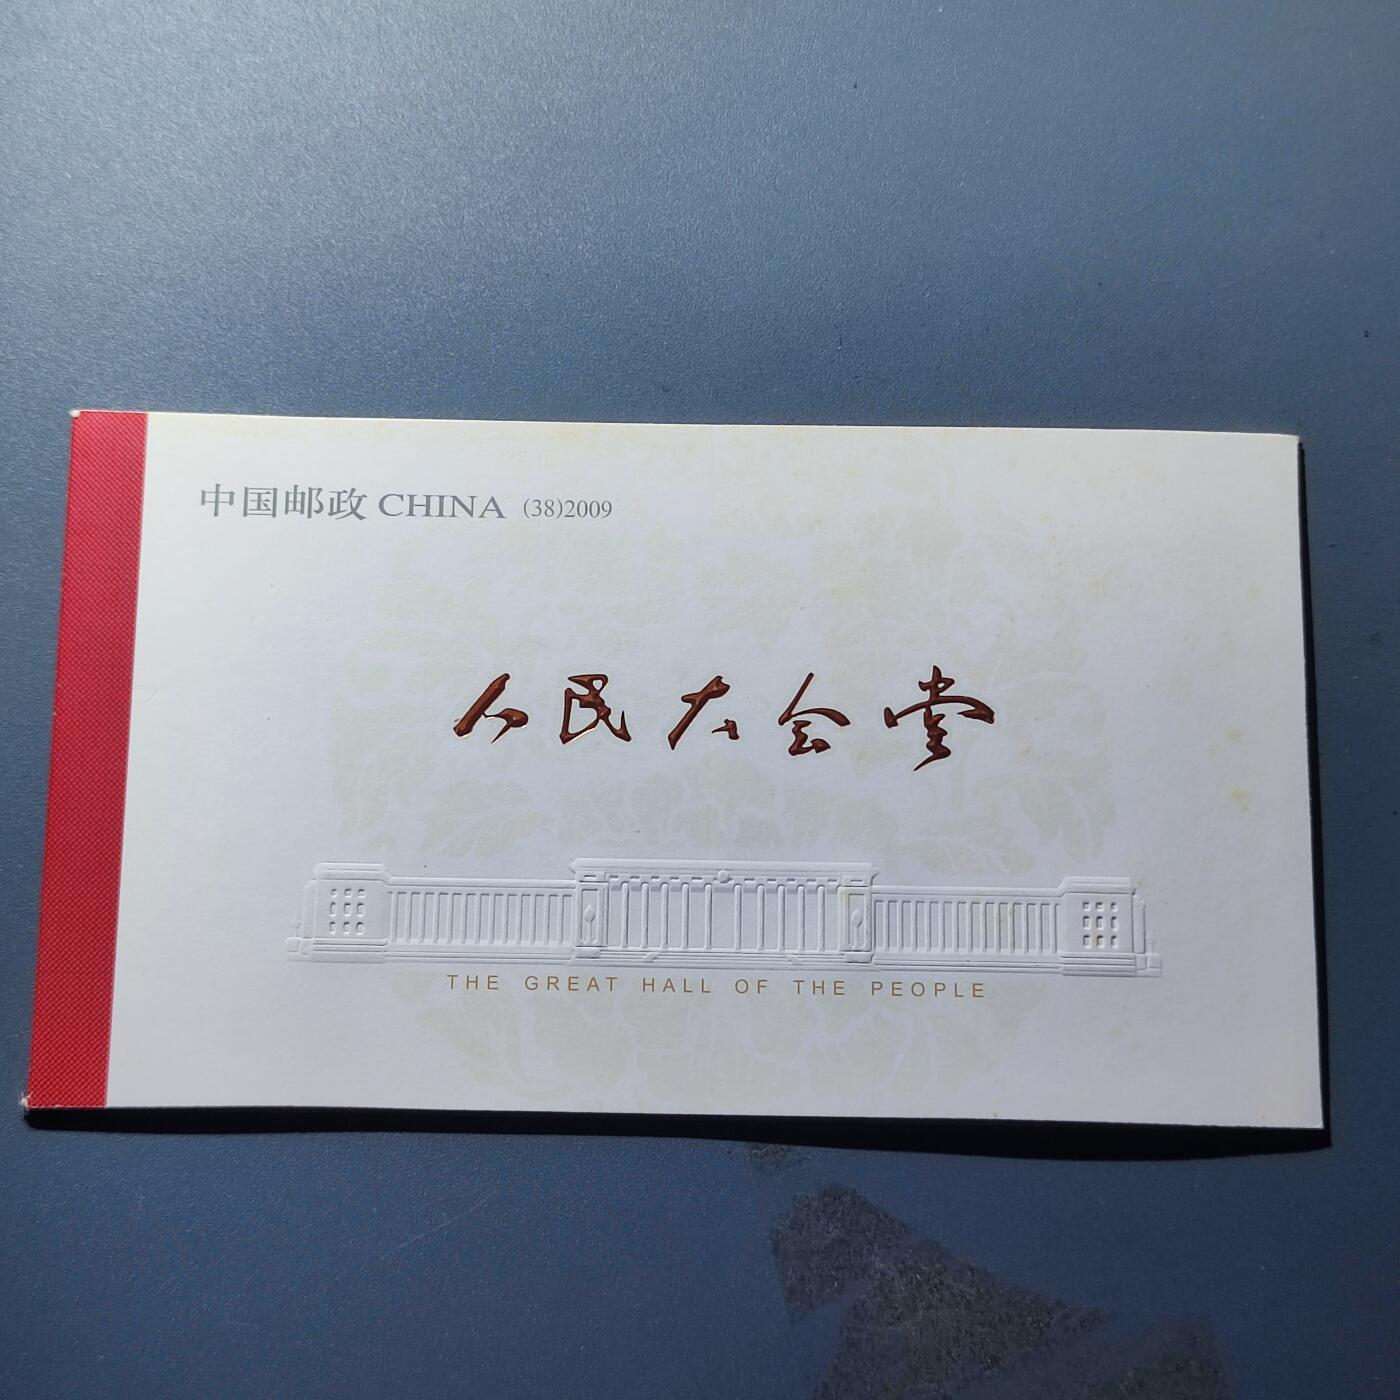 中国邮政 CHINA (38)2009
人民大会堂
THE GREAT HALL OF THE PEOPLE